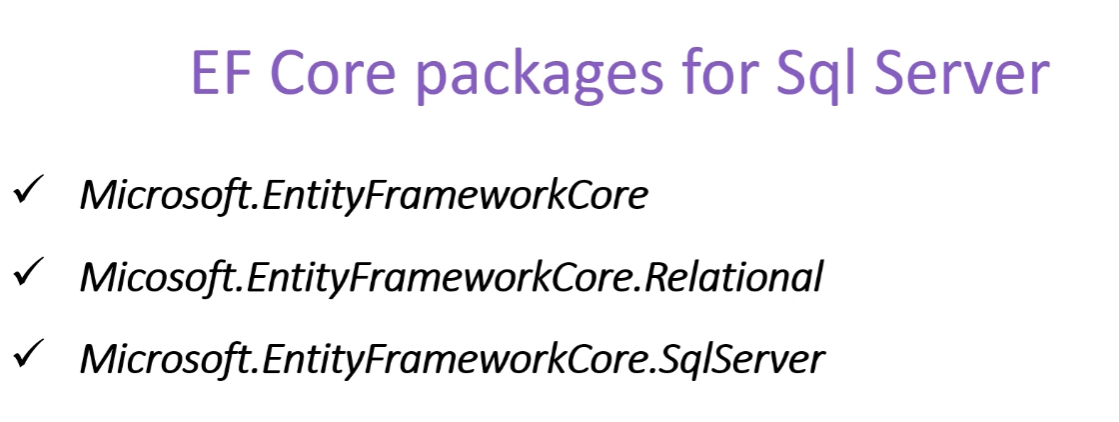 EF Core packages for Sql Server
✓ Microsoft.EntityFrameworkCore
✓ Micosoft.EntityFrameworkCore.Relational
✓ Microsoft.EntityFrameworkCore.SqlServer